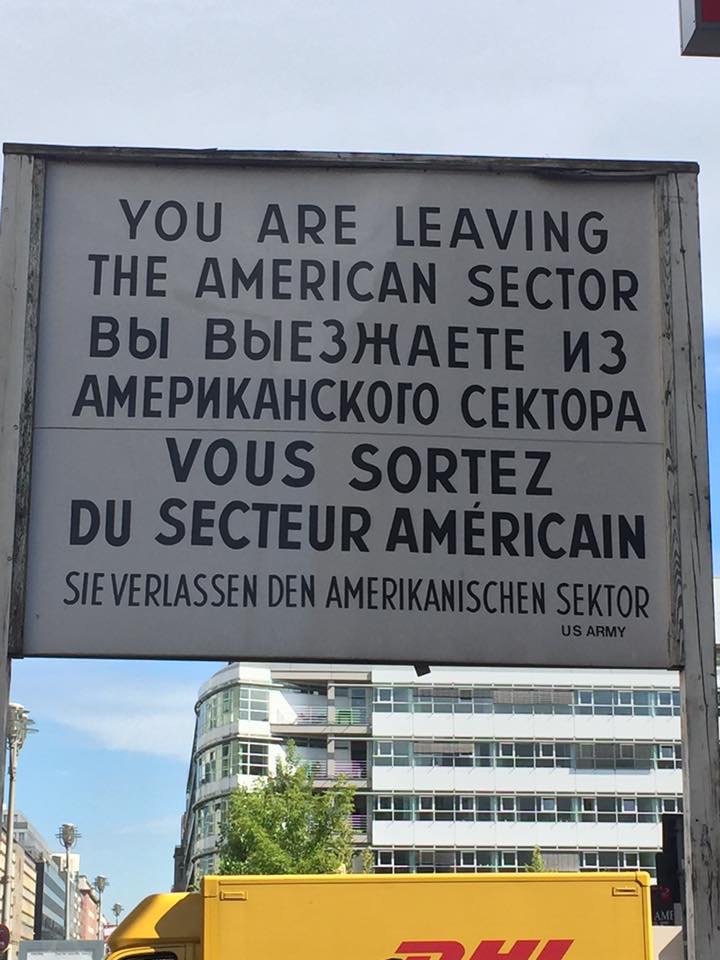 YOU ARE LEAVING
THE AMERICAN SECTOR
ВЫ ВЫЕЗЖАЕТЕ ИЗ
АМЕРИКАНСКОГО СЕКТОРА
VOUS SORTEZ
DU SECTEUR AMÉRICAIN
SIE VERLASSEN DEN AMERIKANISCHEN SEKTOR
US ARMY
DHL